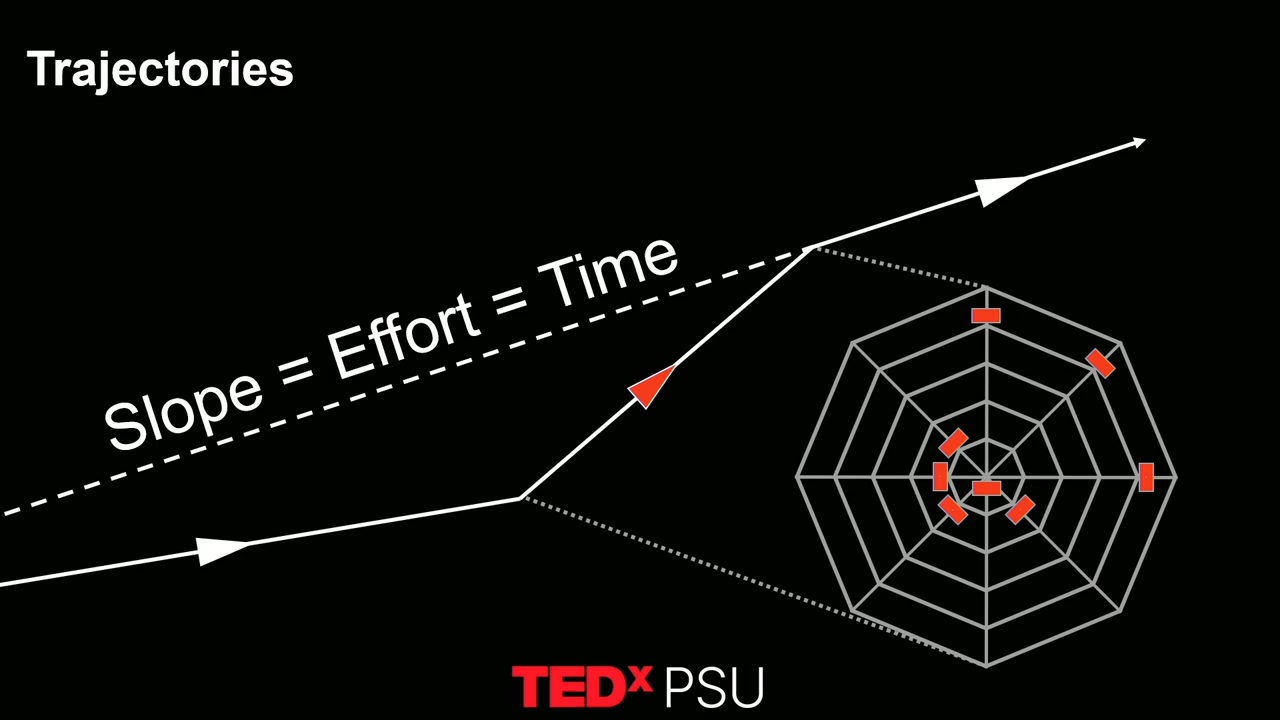 Trajectories
Slope = Effort = Time
TEDx PSU